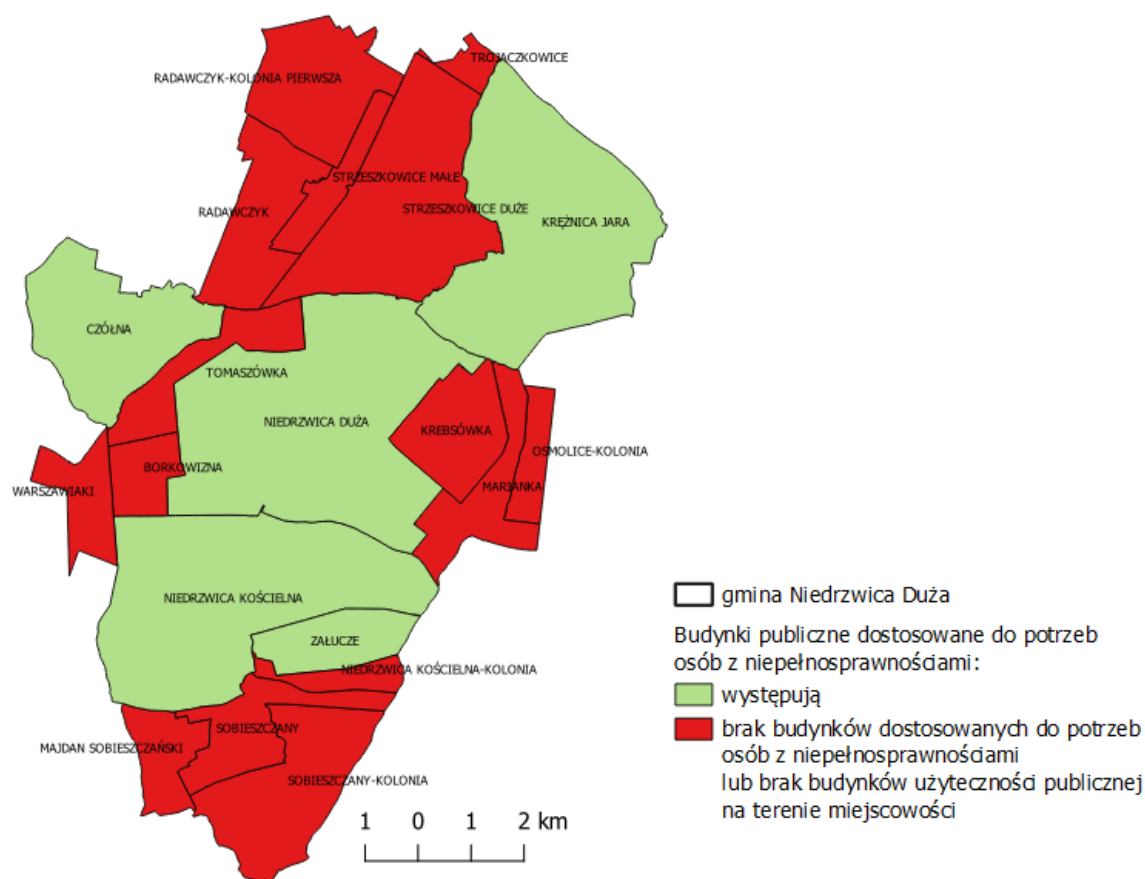 TROJACZKOWICE
RADAWCZYK-KOLONIA PIERWSZA
STRZESZKOWICE MAŁE
RADAWCZYK
STRZESZKOWICE DUŻE
KRĘŻNICA JARA
CZÓŁNA
TOMASZÓWKA
NIEDRZWICA DUŻA
KREBSÓWKA
OSMOLICE-KOLONIA
BORKOWIZNA
MARIANKA
WARSZAWIAKI
NIEDRZWICA KOŚCIELNA
ZAŁUCZE
NIEDRZWICA KOŚCIELNA-KOLONIA
SOBIESZCZANY
MAJDAN SOBIESZCZAŃSKI
SOBIESZCZANY-KOLONIA
1 0 1 2 km
gmina Niedrzwica Duża
Budynki publiczne dostosowane do potrzeb
osób z niepełnosprawnościami:
występują
brak budynków dostosowanych do potrzeb
osób z niepełnosprawnościami
lub brak budynków użyteczności publicznej
na terenie miejscowości